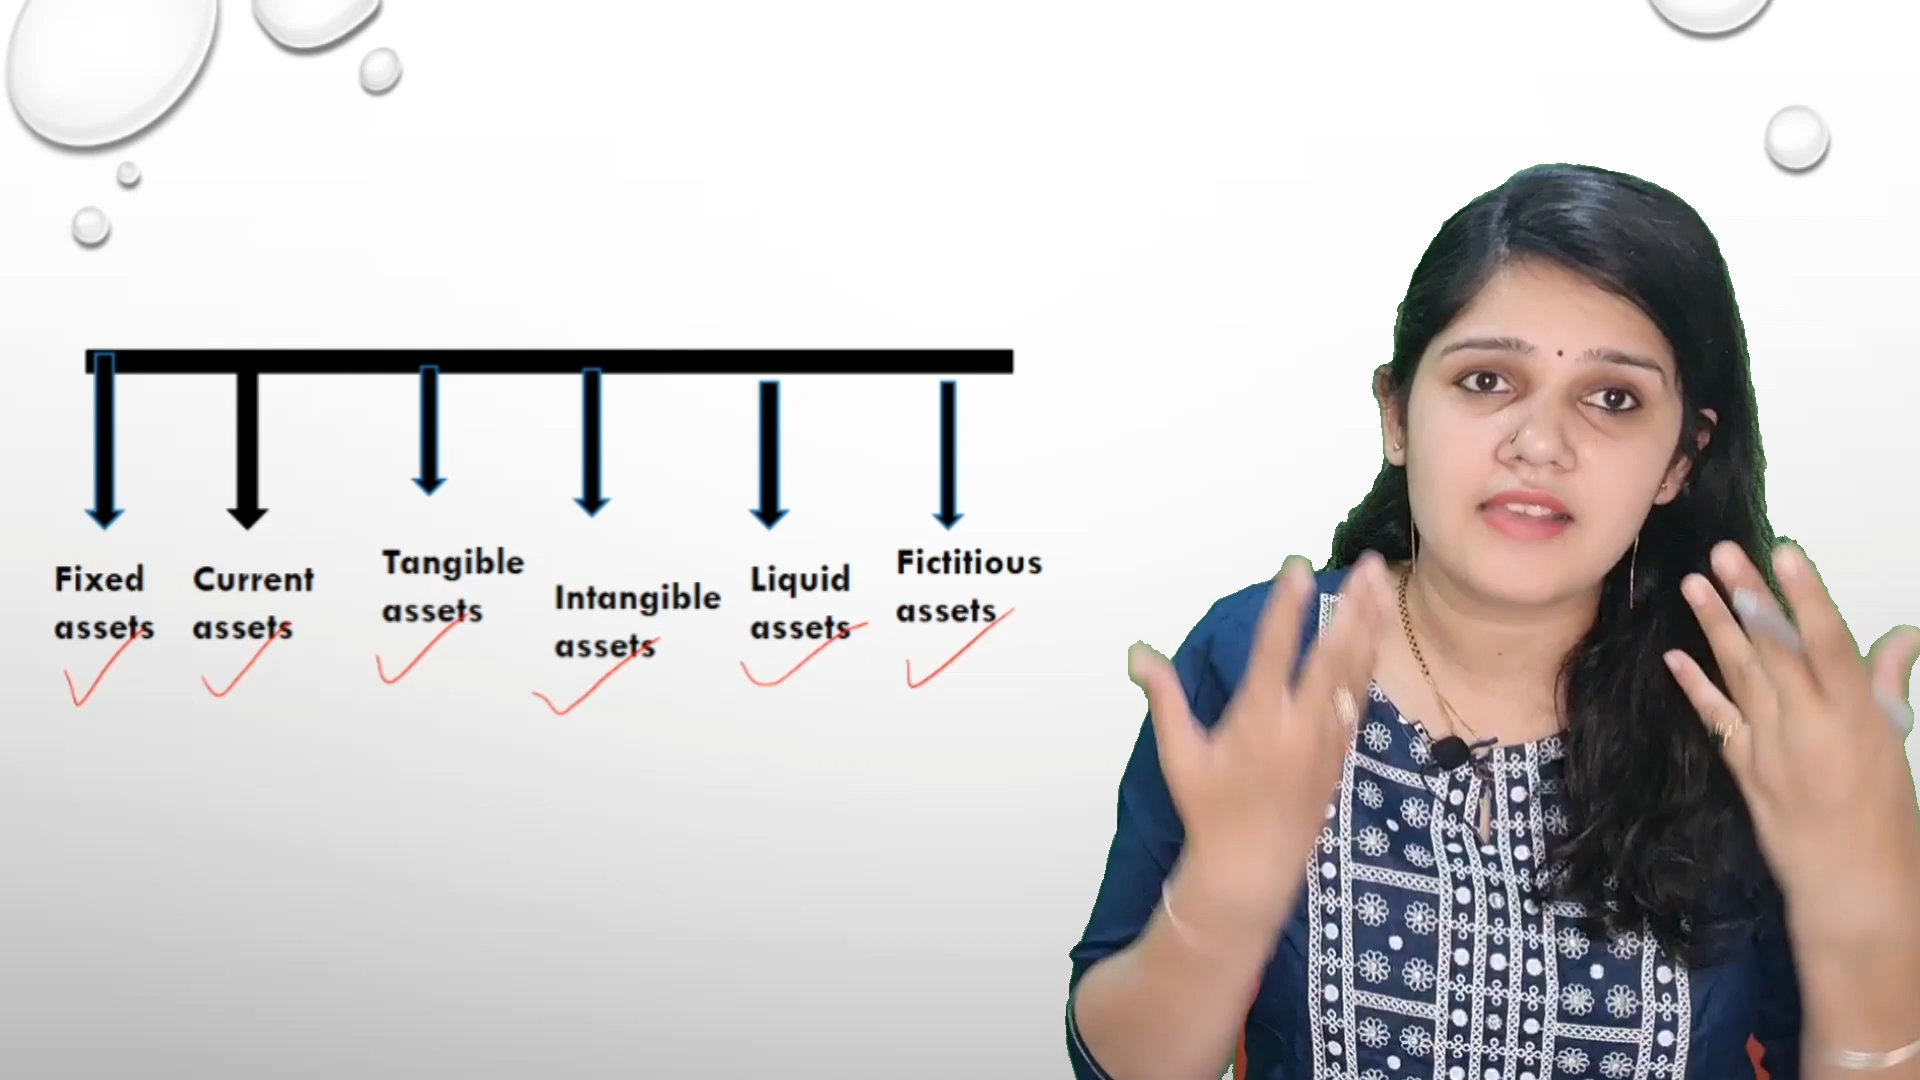 Fixed
assets
Current
assets
Tangible
assets
Intangible
assets
Liquid
assets
Fictitious
assets